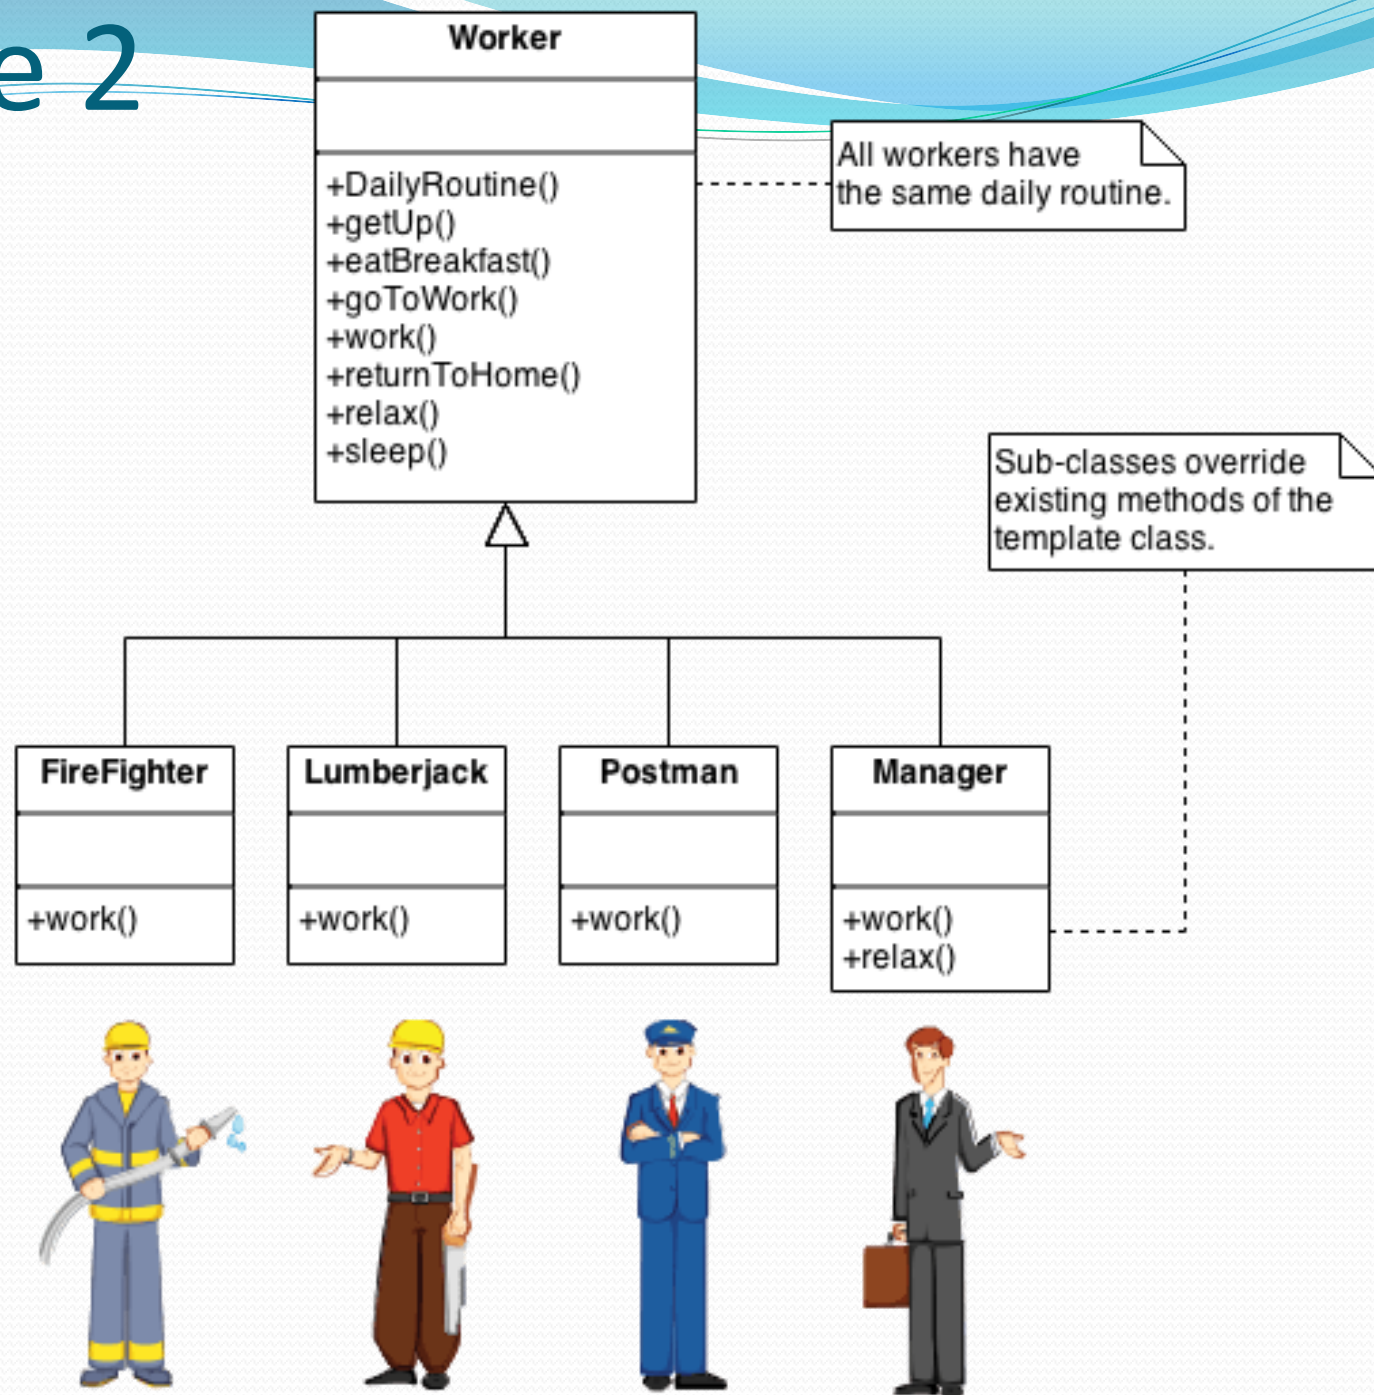 e 2
Worker
+DailyRoutine()
+getUp()
+eatBreakfast()
+goToWork()
+work()
+returnToHome()
+relax()
+sleep()
All workers have
the same daily routine.
Sub-classes override
existing methods of the
template class.
FireFighter
+work()
Lumberjack
+work()
Postman
+work()
Manager
+work()
+relax()